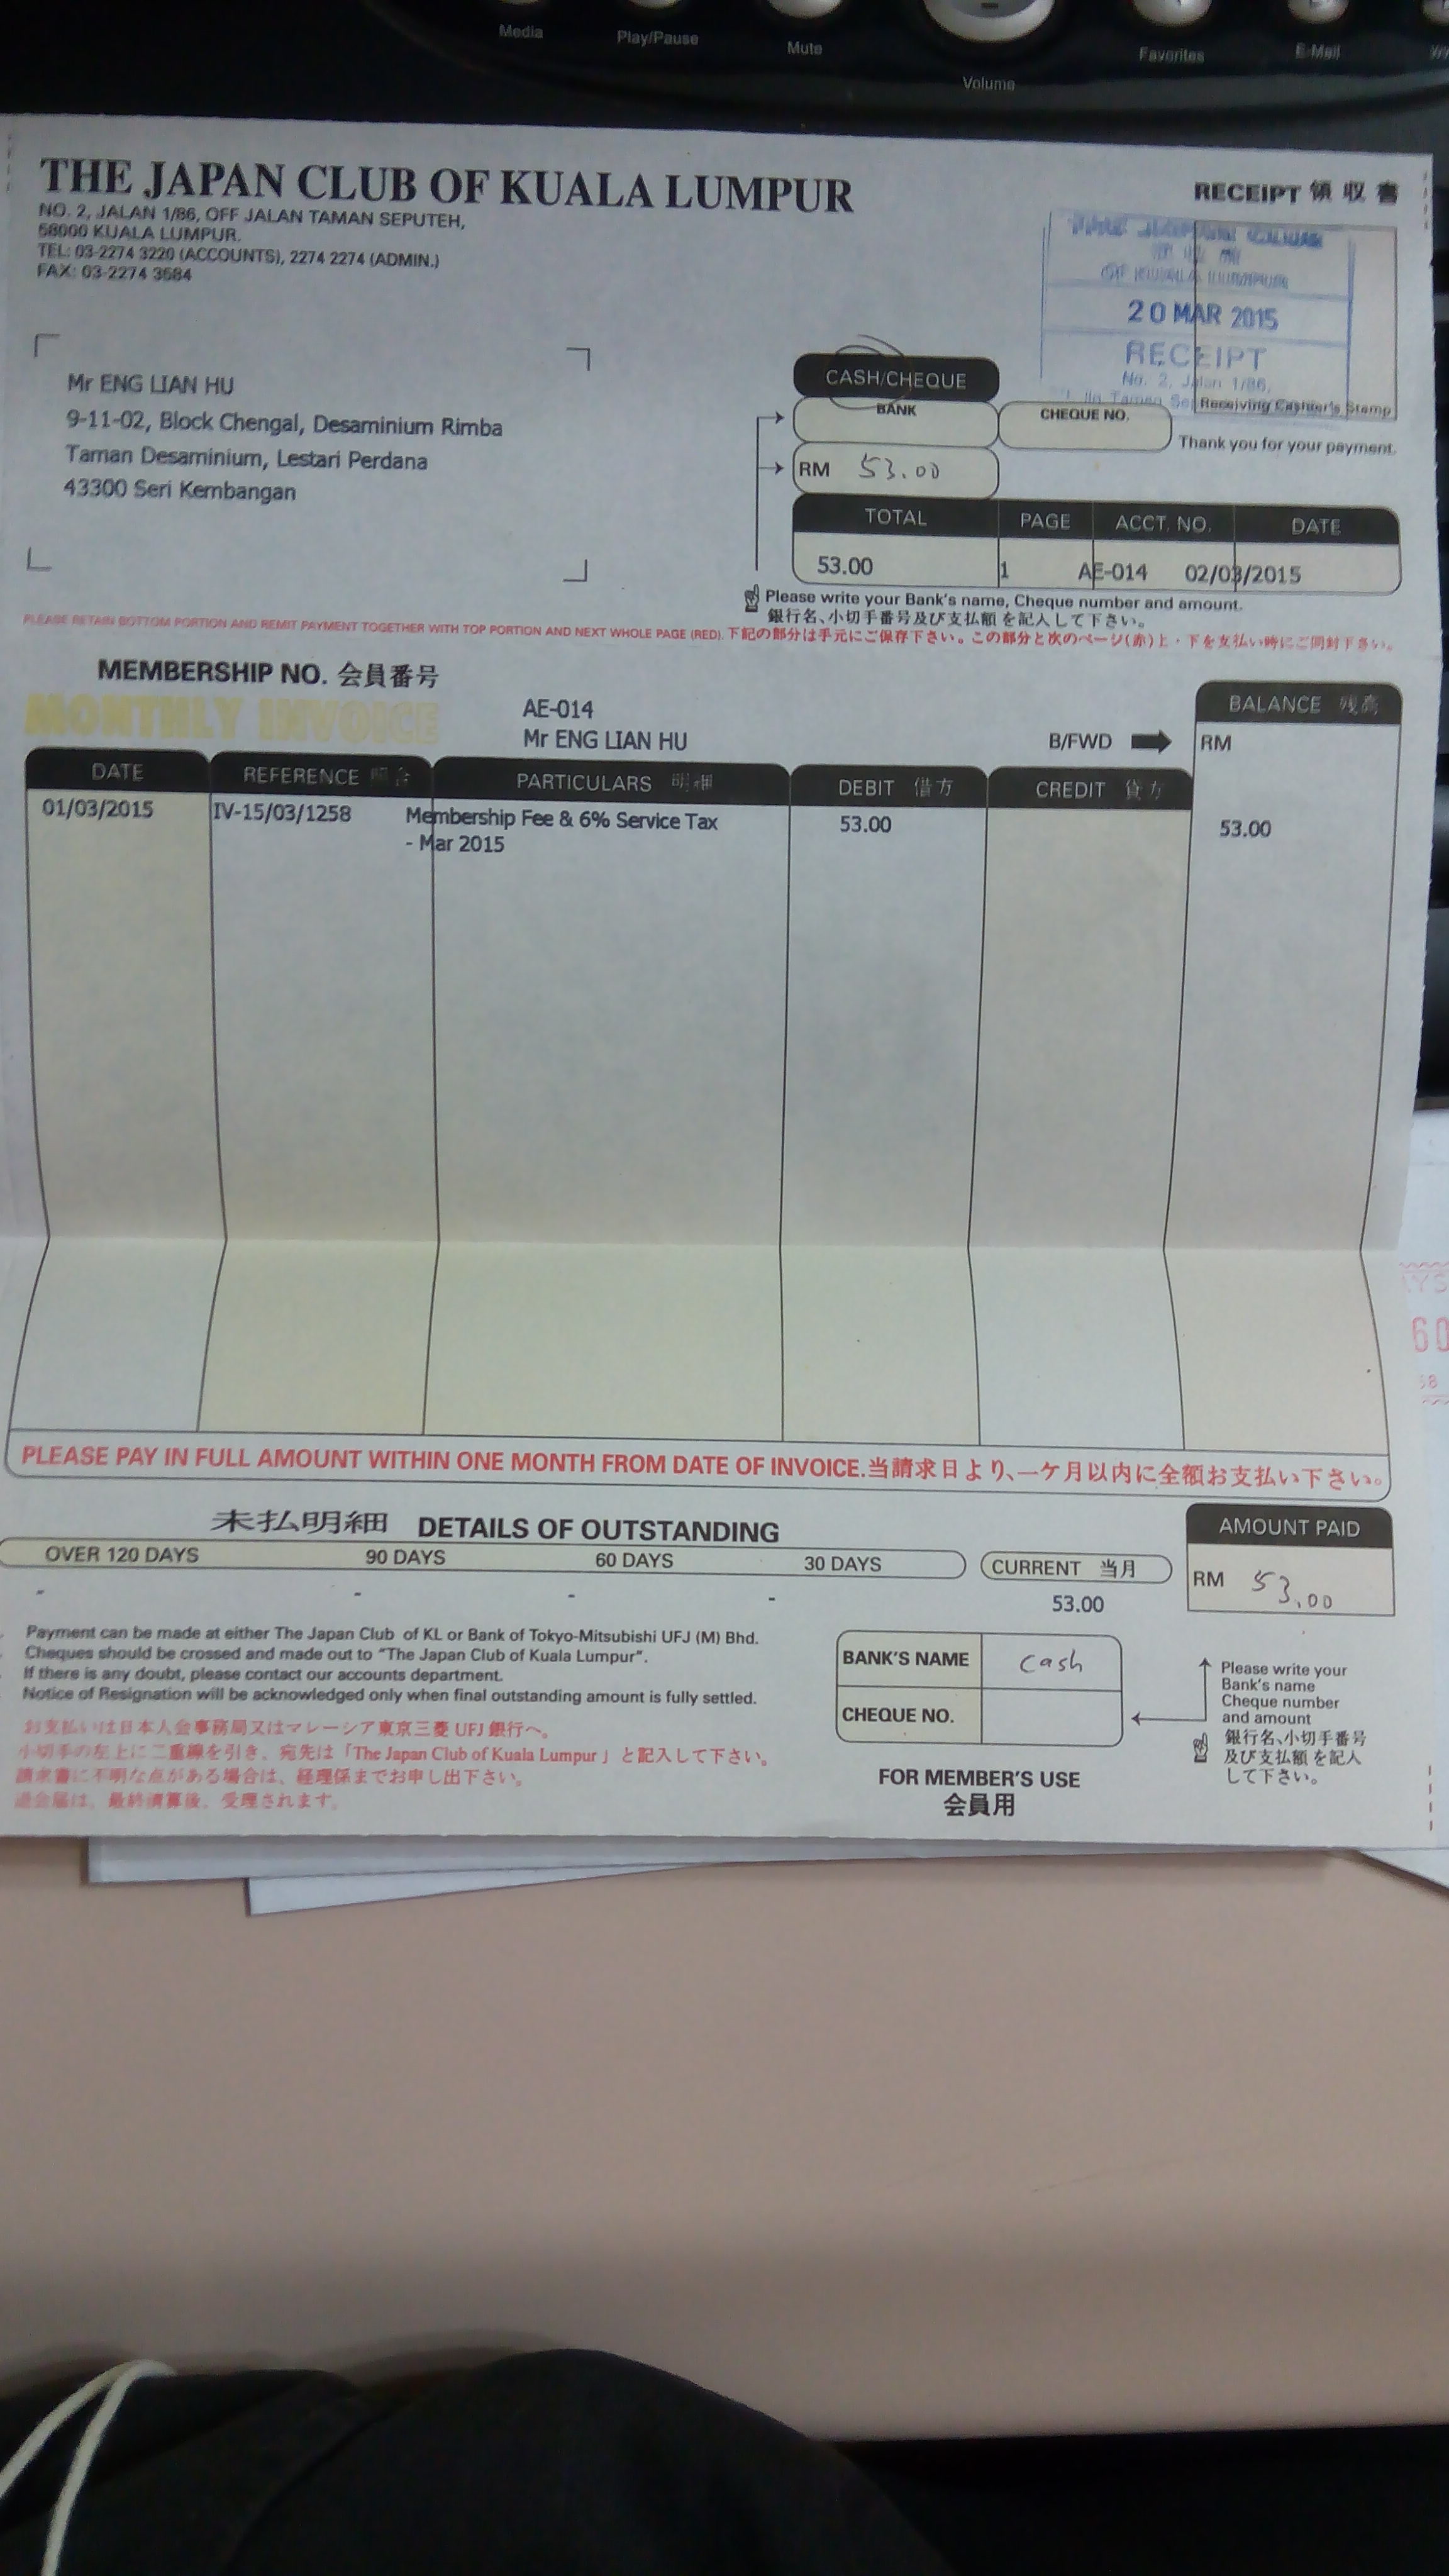 Media
Play/Pause
Mute
Volume
Favorites
E-Mail
THE JAPAN CLUB OF KUALA LUMPUR
NO. 2, JALAN 1/86, OFF JALAN TAMAN SEPUTEH,
58000 KUALA LUMPUR.
TEL: 03-2274 3220 (ACCOUNTS), 2274 2274 (ADMIN.)
FAX: 03-2274 3584
RECEIPT 領収書
THE JAPAN CLUB
OF KUALA LUMPUR
20 MAR 2015
RECEIPT
No. 2, Jalan 1/86,
Receiving Cashier's Stamp
Thank you for your payment.
Mr ENG LIAN HU
9-11-02, Block Chengal, Desaminium Rimba
Taman Desaminium, Lestari Perdana
43300 Seri Kembangan
CASH/CHEQUE
BANK
CHEQUE NO.
RM 53.00
TOTAL PAGE ACCT. NO. DATE
53.00 1 AE-014 02/03/2015
Please write your Bank's name, Cheque number and amount.
銀行名、小切手番号及び支払額を記入して下さい。
PLEASE RETAIN BOTTOM PORTION AND REMIT PAYMENT TOGETHER WITH TOP PORTION AND NEXT WHOLE PAGE (RED). 下記の部分は手元にご保存下さい。この部分と次のページ(赤)上・下を支払い時にご同封下さい。
MEMBERSHIP NO. 会員番号
MONTHLY INVOICE
AE-014
Mr ENG LIAN HU
B/FWD
BALANCE 残高
RM
DATE REFERENCE 照合 PARTICULARS 明細 DEBIT 借方 CREDIT 貸方
01/03/2015 IV-15/03/1258 Membership Fee & 6% Service Tax 53.00 53.00
- Mar 2015
PLEASE PAY IN FULL AMOUNT WITHIN ONE MONTH FROM DATE OF INVOICE.当請求日より、一ケ月以内に全額お支払い下さい。
未払明細 DETAILS OF OUTSTANDING
OVER 120 DAYS 90 DAYS 60 DAYS 30 DAYS CURRENT 当月
- - - - 53.00
AMOUNT PAID
RM 53.00
Payment can be made at either The Japan Club of KL or Bank of Tokyo-Mitsubishi UFJ (M) Bhd.
Cheques should be crossed and made out to "The Japan Club of Kuala Lumpur".
If there is any doubt, please contact our accounts department.
Notice of Resignation will be acknowledged only when final outstanding amount is fully settled.
お支払いは日本人会事務局又はマレーシア東京三菱UFJ銀行へ。
小切手の左上に二重線を引き、宛先は「The Japan Club of Kuala Lumpur」と記入して下さい。
請求書に不明な点がある場合は、経理係までお申し出下さい。
退会届は、最終清算後、受理されます。
BANK'S NAME cash
CHEQUE NO.
Please write your
Bank's name
Cheque number
and amount
銀行名、小切手番号
及び支払額を記入
して下さい。
FOR MEMBER'S USE
会員用
60